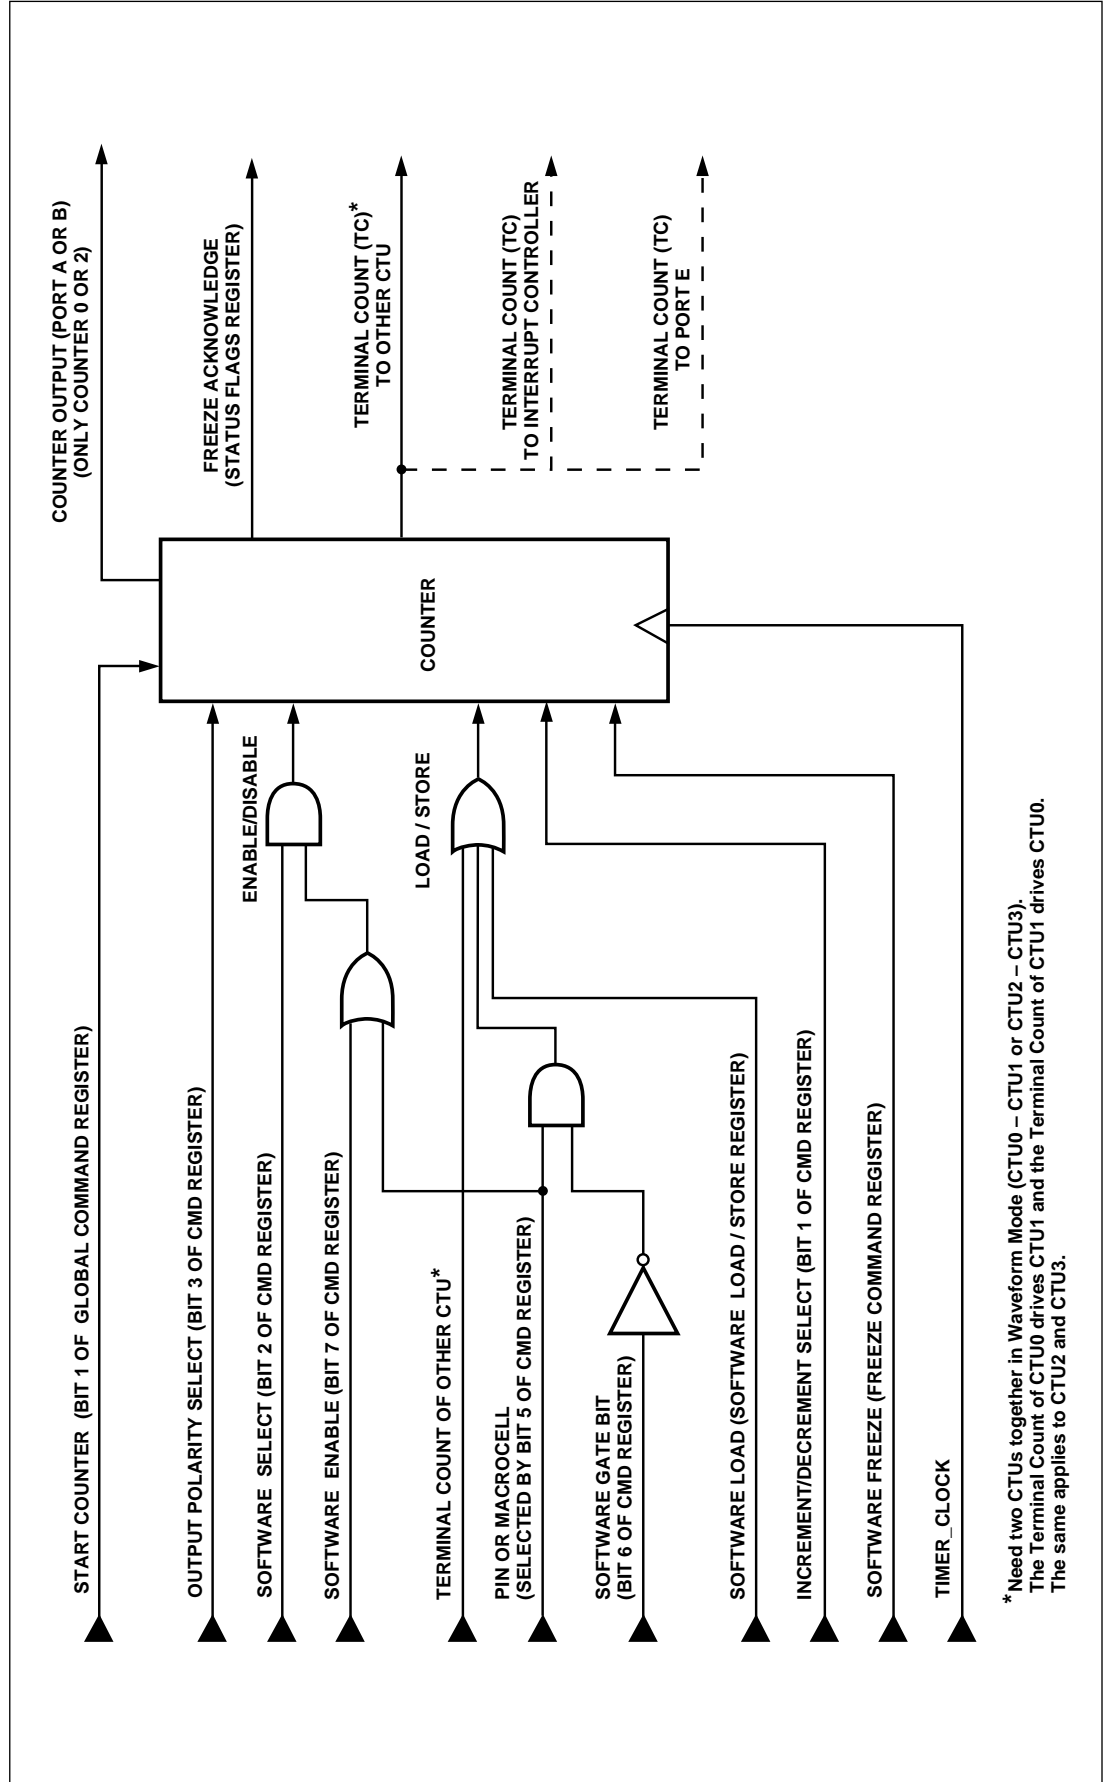 START COUNTER (BIT 1 OF GLOBAL COMMAND REGISTER)
OUTPUT POLARITY SELECT (BIT 3 OF CMD REGISTER)
SOFTWARE SELECT (BIT 2 OF CMD REGISTER)
SOFTWARE ENABLE (BIT 7 OF CMD REGISTER)
TERMINAL COUNT OF OTHER CTU*
PIN OR MACROCELL
(SELECTED BY BIT 5 OF CMD REGISTER)
SOFTWARE GATE BIT
(BIT 6 OF CMD REGISTER)
SOFTWARE LOAD (SOFTWARE LOAD / STORE REGISTER)
INCREMENT/DECREMENT SELECT (BIT 1 OF CMD REGISTER)
SOFTWARE FREEZE (FREEZE COMMAND REGISTER)
TIMER_CLOCK
ENABLE/DISABLE
LOAD / STORE
COUNTER
COUNTER OUTPUT (PORT A OR B)
(ONLY COUNTER 0 OR 2)
FREEZE ACKNOWLEDGE
(STATUS FLAGS REGISTER)
TERMINAL COUNT (TC)*
TO OTHER CTU
TERMINAL COUNT (TC)
TO INTERRUPT CONTROLLER
TERMINAL COUNT (TC)
TO PORT E
*Need two CTUs together in Waveform Mode (CTU0 – CTU1 or CTU2 – CTU3).
The Terminal Count of CTU0 drives CTU1 and the Terminal Count of CTU1 drives CTU0.
The same applies to CTU2 and CTU3.